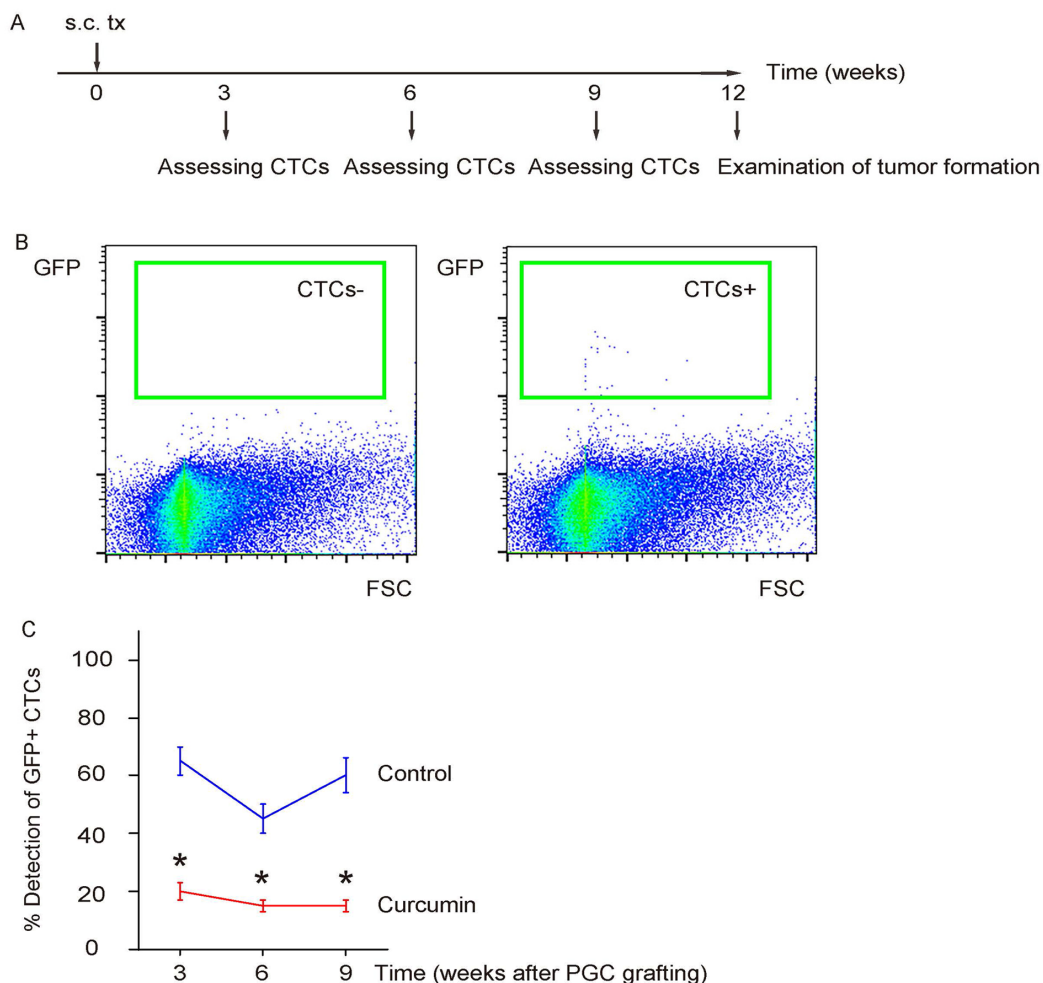 A
s.c. tx
Time (weeks)
0 3 6 9 12
Assessing CTCs Assessing CTCs Assessing CTCs Examination of tumor formation
B
GFP
CTCs-
FSC
GFP
CTCs+
FSC
C
% Detection of GFP+ CTCs
100
80
60
40
20
0
Control
*
*
*
Curcumin
3 6 9
Time (weeks after PGC grafting)